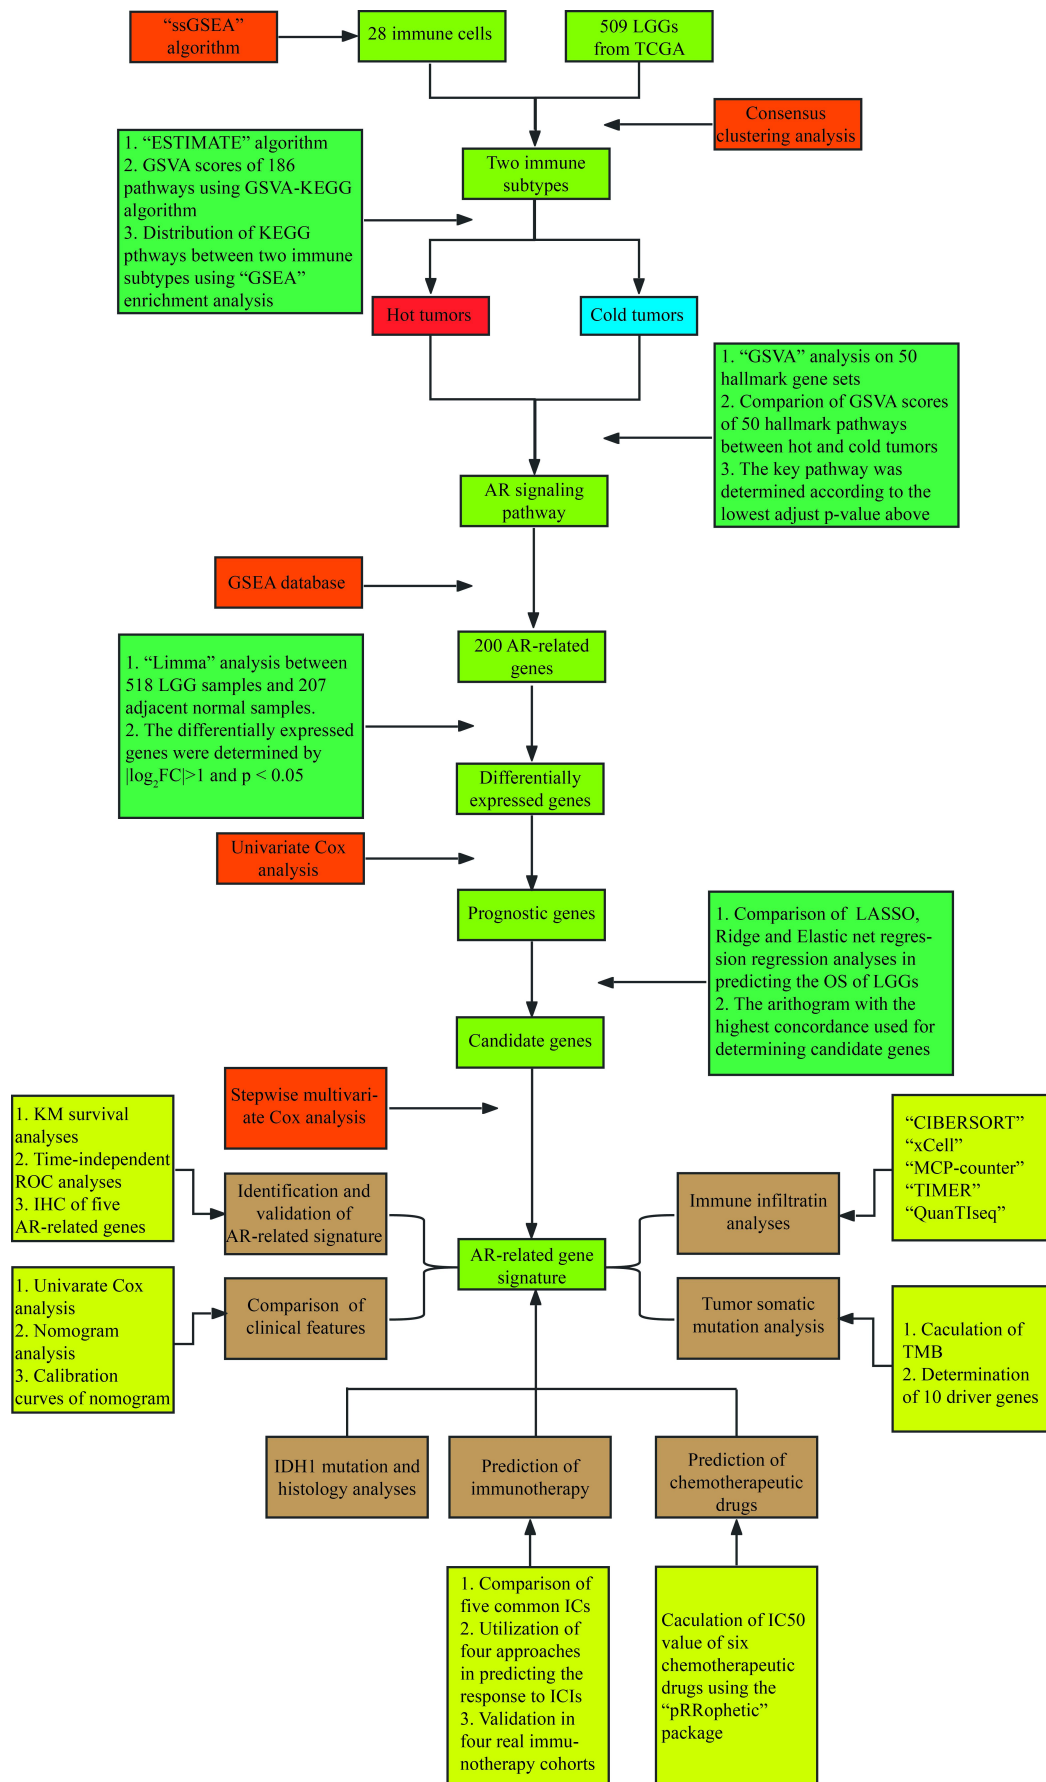 “ssGSEA”
algorithm
28 immune cells
509 LGGs
from TCGA
Consensus
clustering analysis
1. “ESTIMATE” algorithm
2. GSVA scores of 186
pathways using GSVA-KEGG
algorithm
3. Distribution of KEGG
pthways between two immune
subtypes using “GSEA”
enrichment analysis
Two immune
subtypes
Hot tumors
Cold tumors
1. “GSVA” analysis on 50
hallmark gene sets
2. Comparion of GSVA scores
of 50 hallmark pathways
between hot and cold tumors
3. The key pathway was
determined according to the
lowest adjust p-value above
AR signaling
pathway
GSEA database
200 AR-related
genes
1. “Limma” analysis between
518 LGG samples and 207
adjacent normal samples.
2. The differentially expressed
genes were determined by
|log₂FC|>1 and p < 0.05
Differentially
expressed genes
Univariate Cox
analysis
Prognostic genes
1. Comparison of LASSO,
Ridge and Elastic net regres-
sion regression analyses in
predicting the OS of LGGs
2. The arithogram with the
highest concordance used for
determining candidate genes
Candidate genes
Stepwise multivari-
ate Cox analysis
1. KM survival
analyses
2. Time-independent
ROC analyses
3. IHC of five
AR-related genes
Identification and
validation of
AR-related signature
Immune infiltratin
analyses
“CIBERSORT”
“xCell”
“MCP-counter”
“TIMER”
“QuanTIseq”
AR-related gene
signature
1. Univarate Cox
analysis
2. Nomogram
analysis
3. Calibration
curves of nomogram
Comparison of
clinical features
Tumor somatic
mutation analysis
1. Caculation of
TMB
2. Determination
of 10 driver genes
IDH1 mutation and
histology analyses
Prediction of
immunotherapy
Prediction of
chemotherapeutic
drugs
1. Comparison of
five common ICs
2. Utilization of
four approaches
in predicting the
response to ICIs
3. Validation in
four real immu-
notherapy cohorts
Caculation of IC50
value of six
chemotherapeutic
drugs using the
“pRRophetic”
package